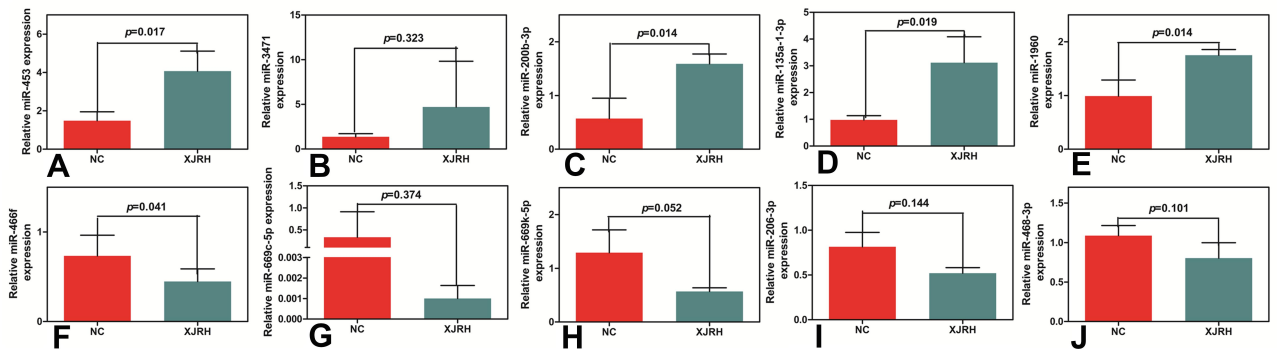 Relative miR-453 expression
6
4
2
0
p=0.017
NC
XJRH
A
Relative miR-3471
expression
15
10
5
0
p=0.323
NC
XJRH
B
Relative miR-200b-3p
expression
2
1
0
p=0.014
NC
XJRH
C
Relative miR-135a-1-3p
expression
5
4
3
2
1
0
p=0.019
NC
XJRH
D
Relative miR-1960
expression
2
1
0
p=0.014
NC
XJRH
E
Relative miR-466f
expression
1
0
p=0.041
NC
XJRH
F
Relative miR-669c-5p expression
1.5
1.0
0.5
0.003
0.002
0.001
0.000
p=0.374
NC
XJRH
G
Relative miR-669k-5p
expression
2
1
0
p=0.052
NC
XJRH
H
Relative miR-206-3p
expression
1.5
1.0
0.5
0.0
p=0.144
NC
XJRH
I
Relative miR-468-3p
expression
1.5
1.0
0.5
0.0
p=0.101
NC
XJRH
J